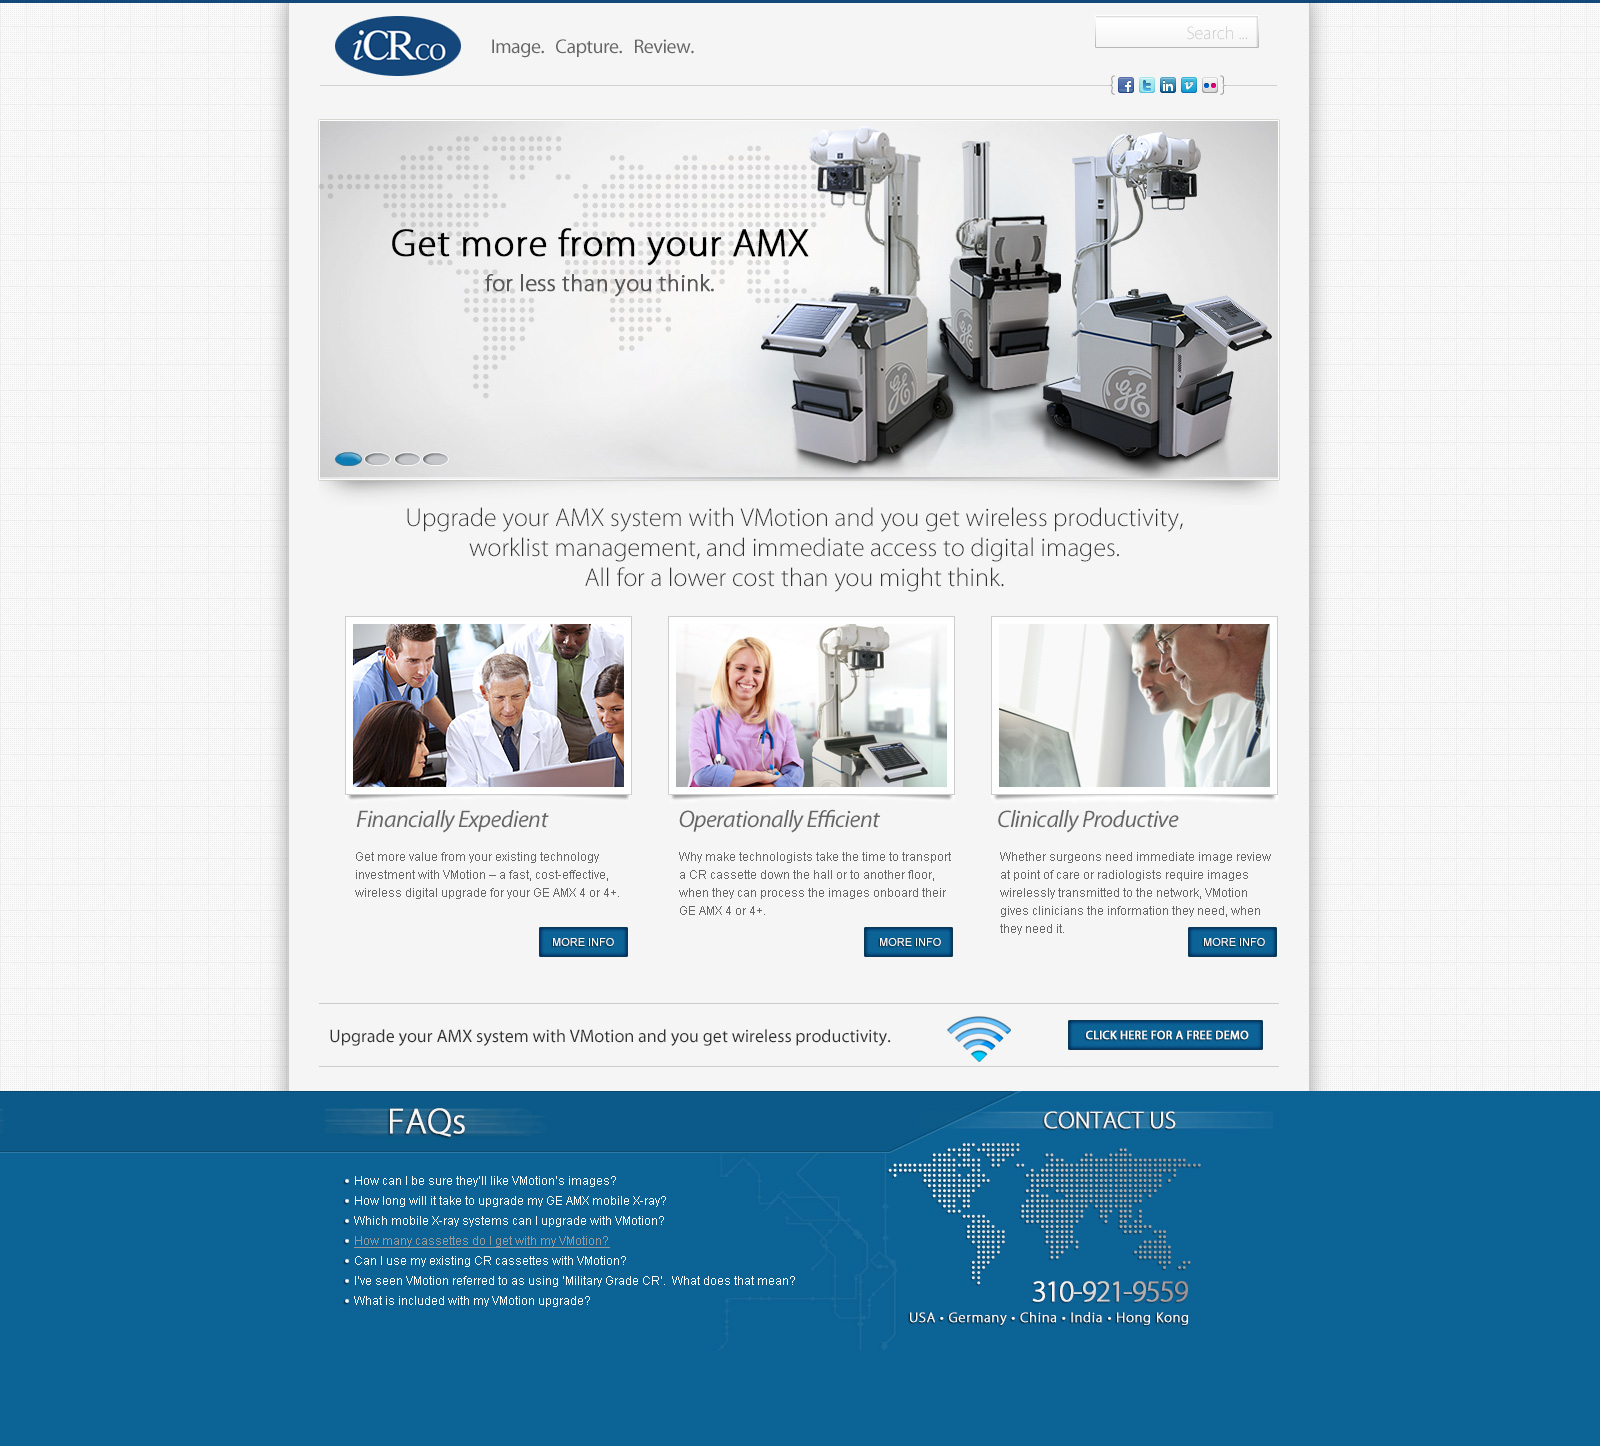 iCRco
Image. Capture. Review.
Search ...
Get more from your AMX
for less than you think.
GE
GE
Upgrade your AMX system with VMotion and you get wireless productivity,
worklist management, and immediate access to digital images.
All for a lower cost than you might think.
Financially Expedient
Get more value from your existing technology
investment with VMotion – a fast, cost-effective,
wireless digital upgrade for your GE AMX 4 or 4+.
MORE INFO
Operationally Efficient
Why make technologists take the time to transport
a CR cassette down the hall or to another floor,
when they can process the images onboard their
GE AMX 4 or 4+.
MORE INFO
Clinically Productive
Whether surgeons need immediate image review
at point of care or radiologists require images
wirelessly transmitted to the network, VMotion
gives clinicians the information they need, when
they need it.
MORE INFO
Upgrade your AMX system with VMotion and you get wireless productivity.
CLICK HERE FOR A FREE DEMO
FAQs
How can I be sure they'll like VMotion's images?
How long will it take to upgrade my GE AMX mobile X-ray?
Which mobile X-ray systems can I upgrade with VMotion?
How many cassettes do I get with my VMotion?
Can I use my existing CR cassettes with VMotion?
I've seen VMotion referred to as using 'Military Grade CR'. What does that mean?
What is included with my VMotion upgrade?
CONTACT US
310-921-9559
USA • Germany • China • India • Hong Kong